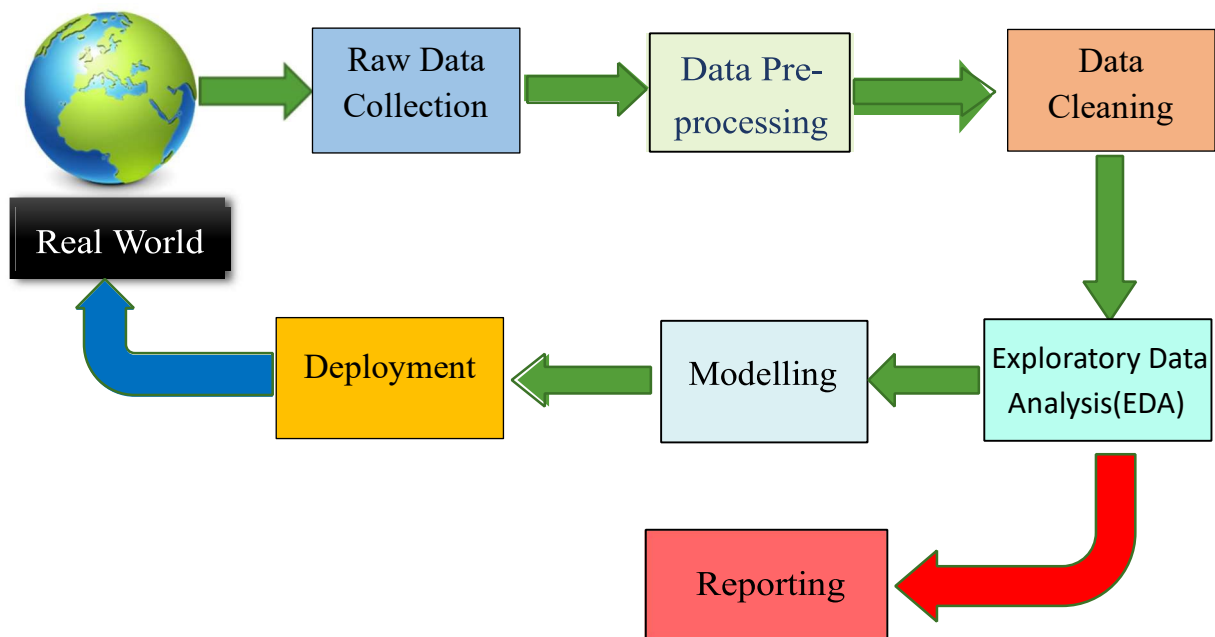 Raw Data
Collection
Data Pre-
processing
Data
Cleaning
Real World
Deployment
Modelling
Exploratory Data
Analysis(EDA)
Reporting